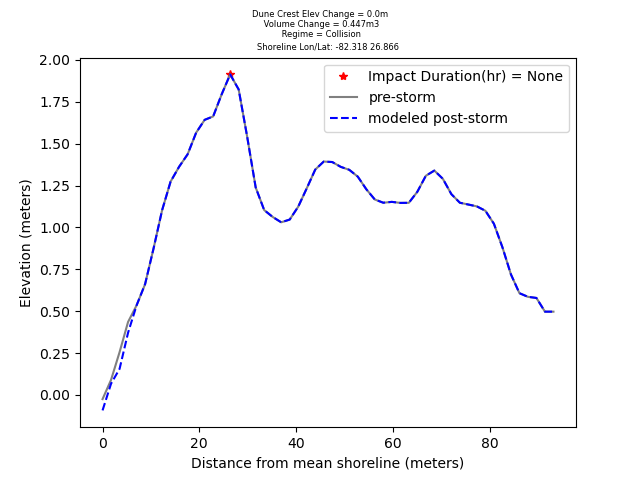 Dune Crest Elev Change = 0.0m
Volume Change = 0.447m3
Regime = Collision
Shoreline Lon/Lat: -82.318 26.866
Impact Duration(hr) = None
pre-storm
modeled post-storm
2.00
1.75
1.50
1.25
1.00
0.75
0.50
0.25
0.00
Elevation (meters)
0 20 40 60 80
Distance from mean shoreline (meters)